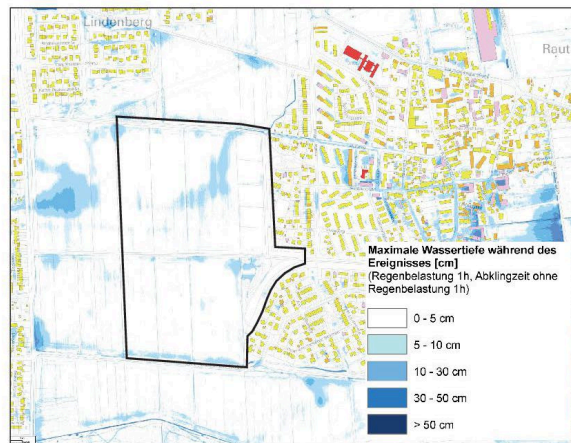 Lindenberg
Raut
Maximale Wassertiefe während des
Ereignisses [cm]
(Regenbelastung 1h, Abklingzeit ohne
Regenbelastung 1h)
0 - 5 cm
5 - 10 cm
10 - 30 cm
30 - 50 cm
> 50 cm